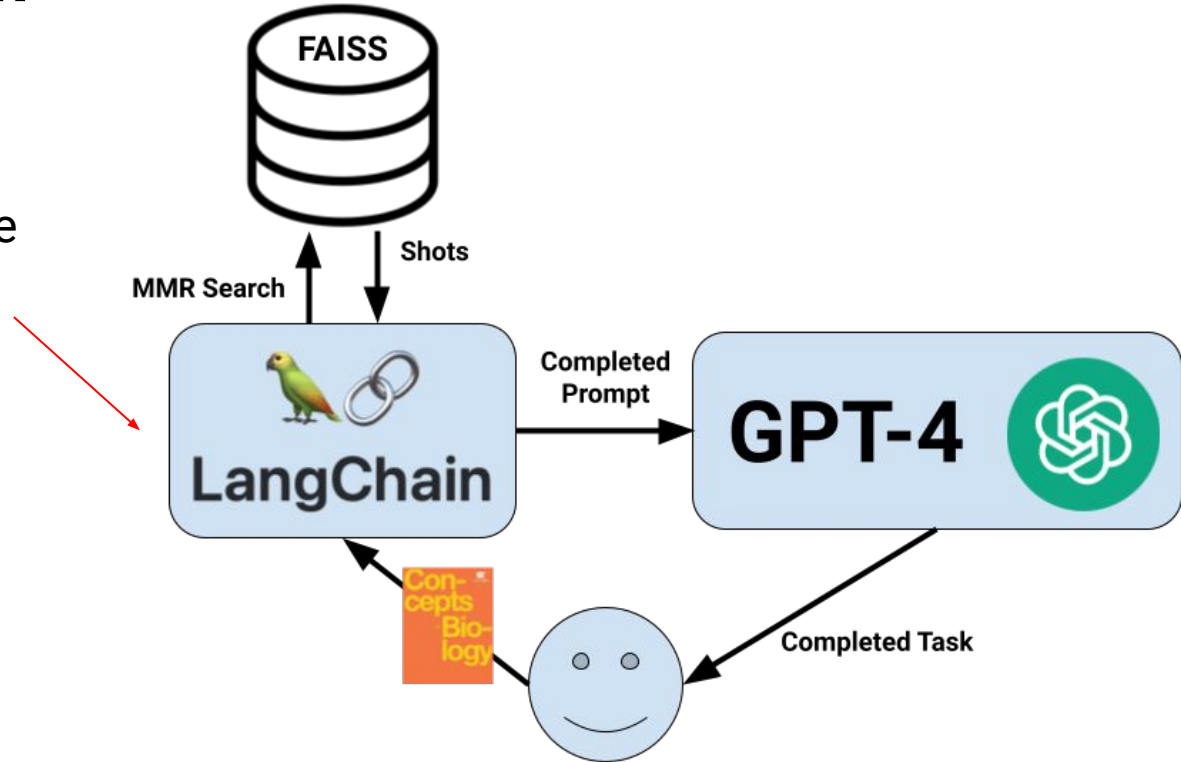 FAISS
e
Shots
MMR Search
Completed
Prompt
GPT-4
LangChain
Con-
cepts
Bio-
logy
Completed Task